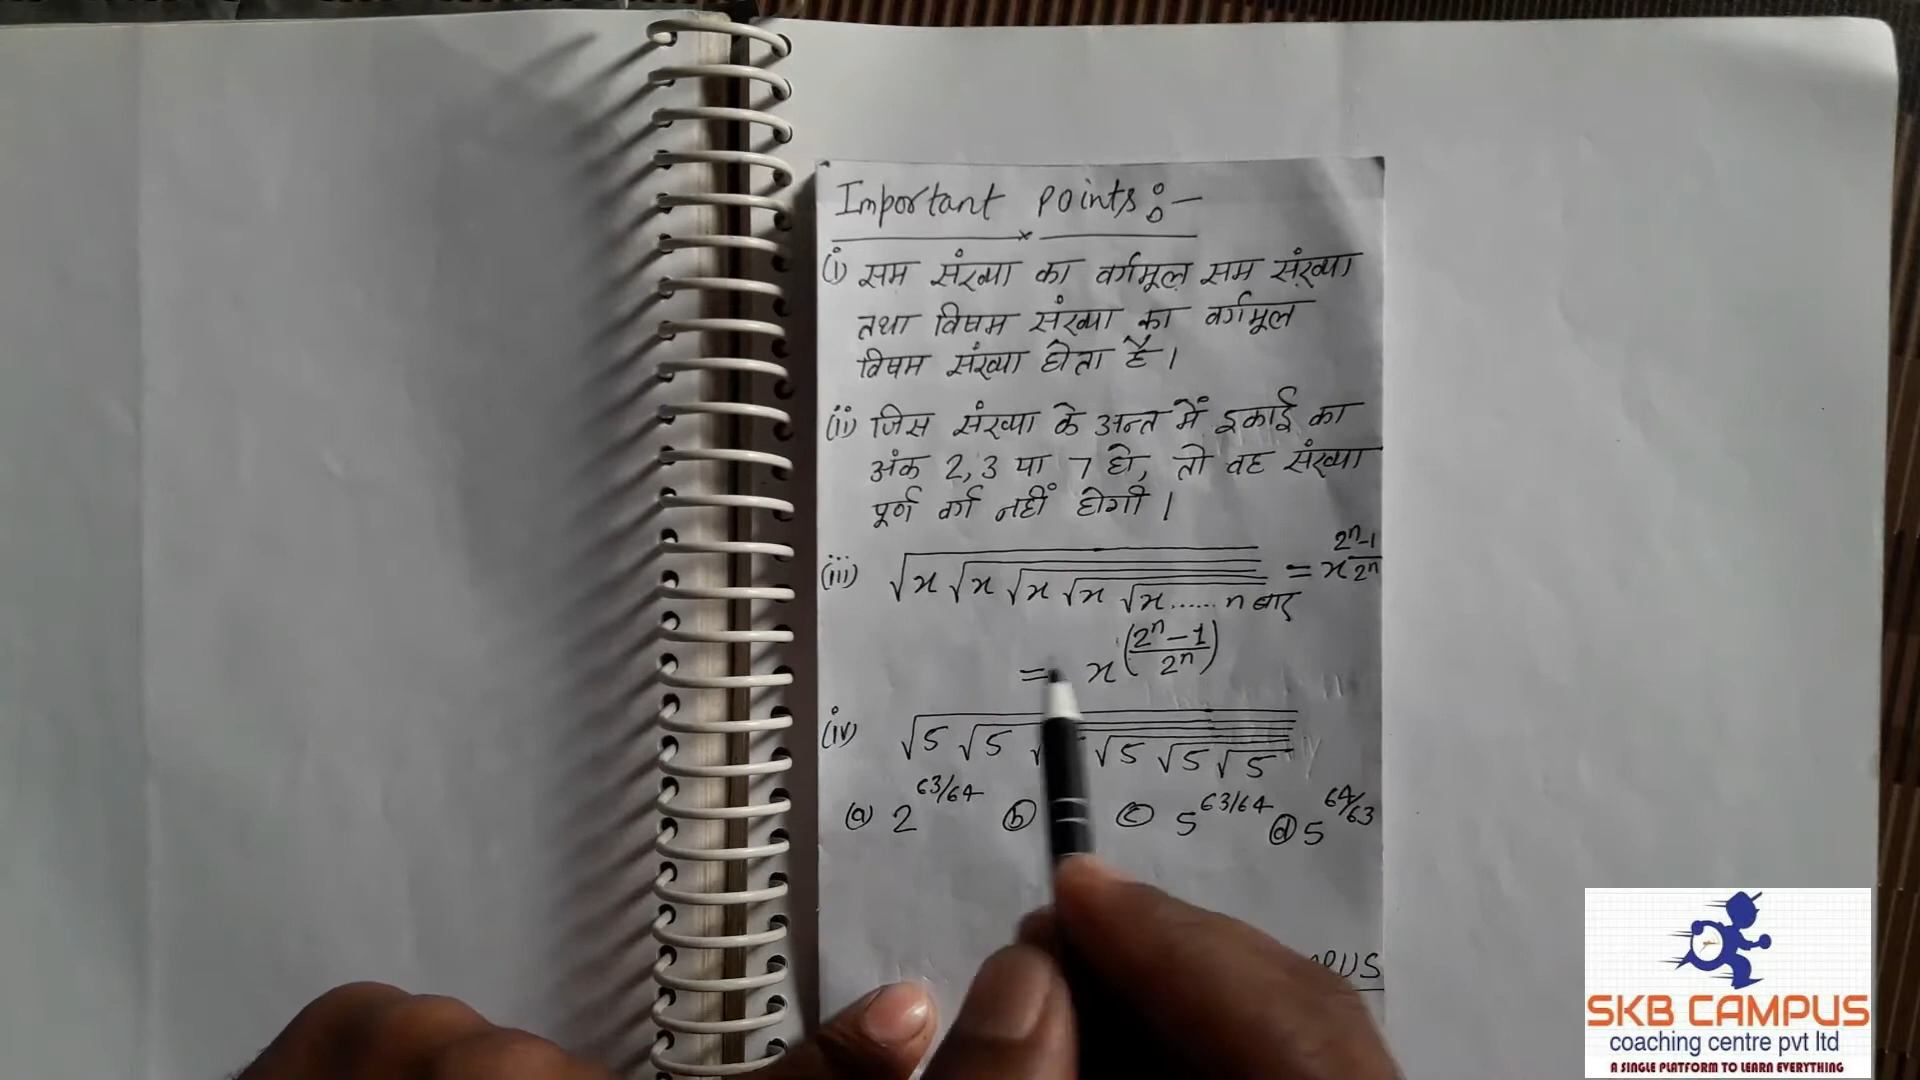 Important points:-
(i) सम संख्या का वर्गमूल सम संख्या
तथा विषम संख्या का वर्गमूल
विषम संख्या होता है।
(ii) जिस संख्या के अन्त में इकाई का
अंक 2, 3 या 7 हो, तो वह संख्या
पूर्ण वर्ग नहीं होगी।
(iii) √x√x√x√x√x...... n बार = x^(2^n-1)/2^n
= x^((2^n-1)/2^n)
(iv) √5√5√ √5√5√5
(a) 2^63/64 (b) (c) 5^63/64 (d) 5^64/63
SKB CAMPUS
coaching centre pvt ltd
A SINGLE PLATFORM TO LEARN EVERYTHING